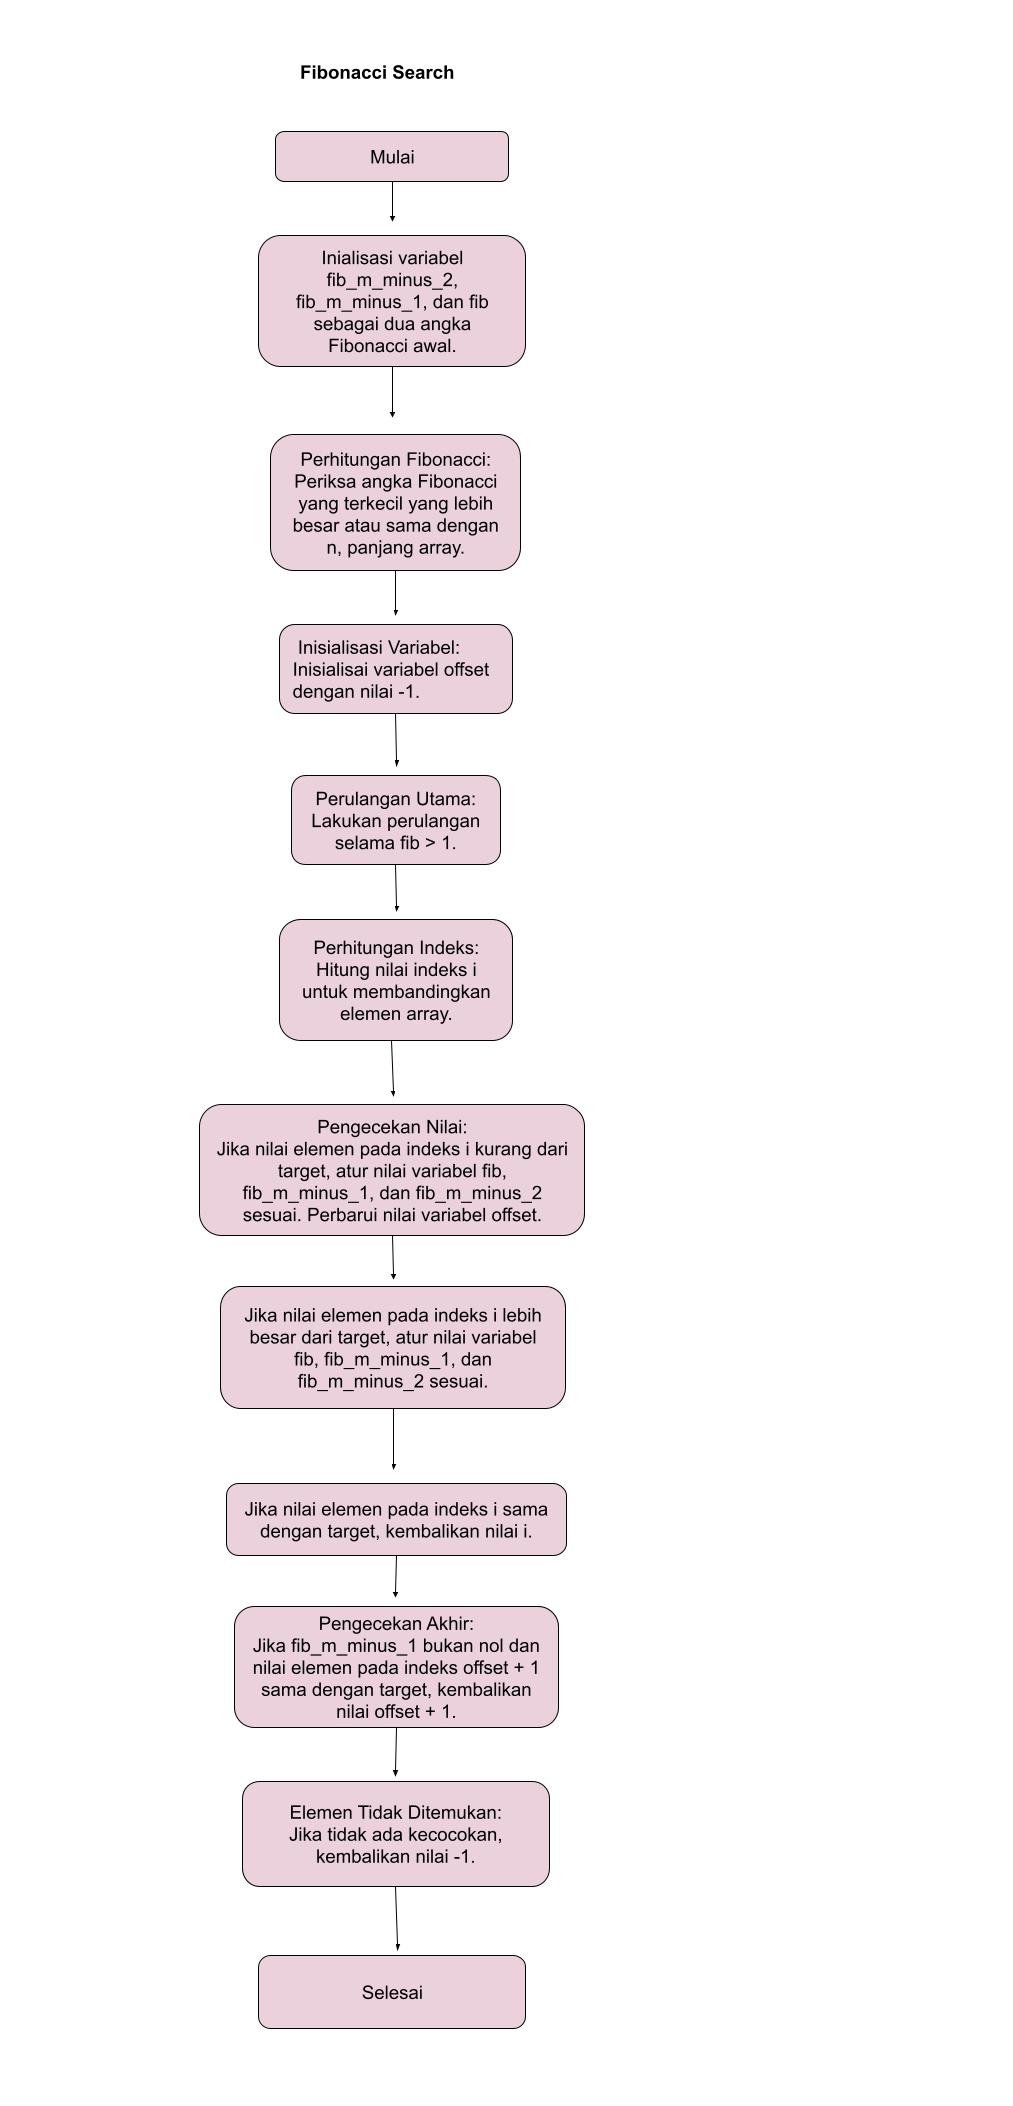 Fibonacci Search
Mulai
Inialisasi variabel
fib_m_minus_2,
fib_m_minus_1, dan fib
sebagai dua angka
Fibonacci awal.
Perhitungan Fibonacci:
Periksa angka Fibonacci
yang terkecil yang lebih
besar atau sama dengan
n, panjang array.
Inisialisasi Variabel:
Inisialisai variabel offset
dengan nilai -1.
Perulangan Utama:
Lakukan perulangan
selama fib > 1.
Perhitungan Indeks:
Hitung nilai indeks i
untuk membandingkan
elemen array.
Pengecekan Nilai:
Jika nilai elemen pada indeks i kurang dari
target, atur nilai variabel fib,
fib_m_minus_1, dan fib_m_minus_2
sesuai. Perbarui nilai variabel offset.
Jika nilai elemen pada indeks i lebih
besar dari target, atur nilai variabel
fib, fib_m_minus_1, dan
fib_m_minus_2 sesuai.
Jika nilai elemen pada indeks i sama
dengan target, kembalikan nilai i.
Pengecekan Akhir:
Jika fib_m_minus_1 bukan nol dan
nilai elemen pada indeks offset + 1
sama dengan target, kembalikan
nilai offset + 1.
Elemen Tidak Ditemukan:
Jika tidak ada kecocokan,
kembalikan nilai -1.
Selesai